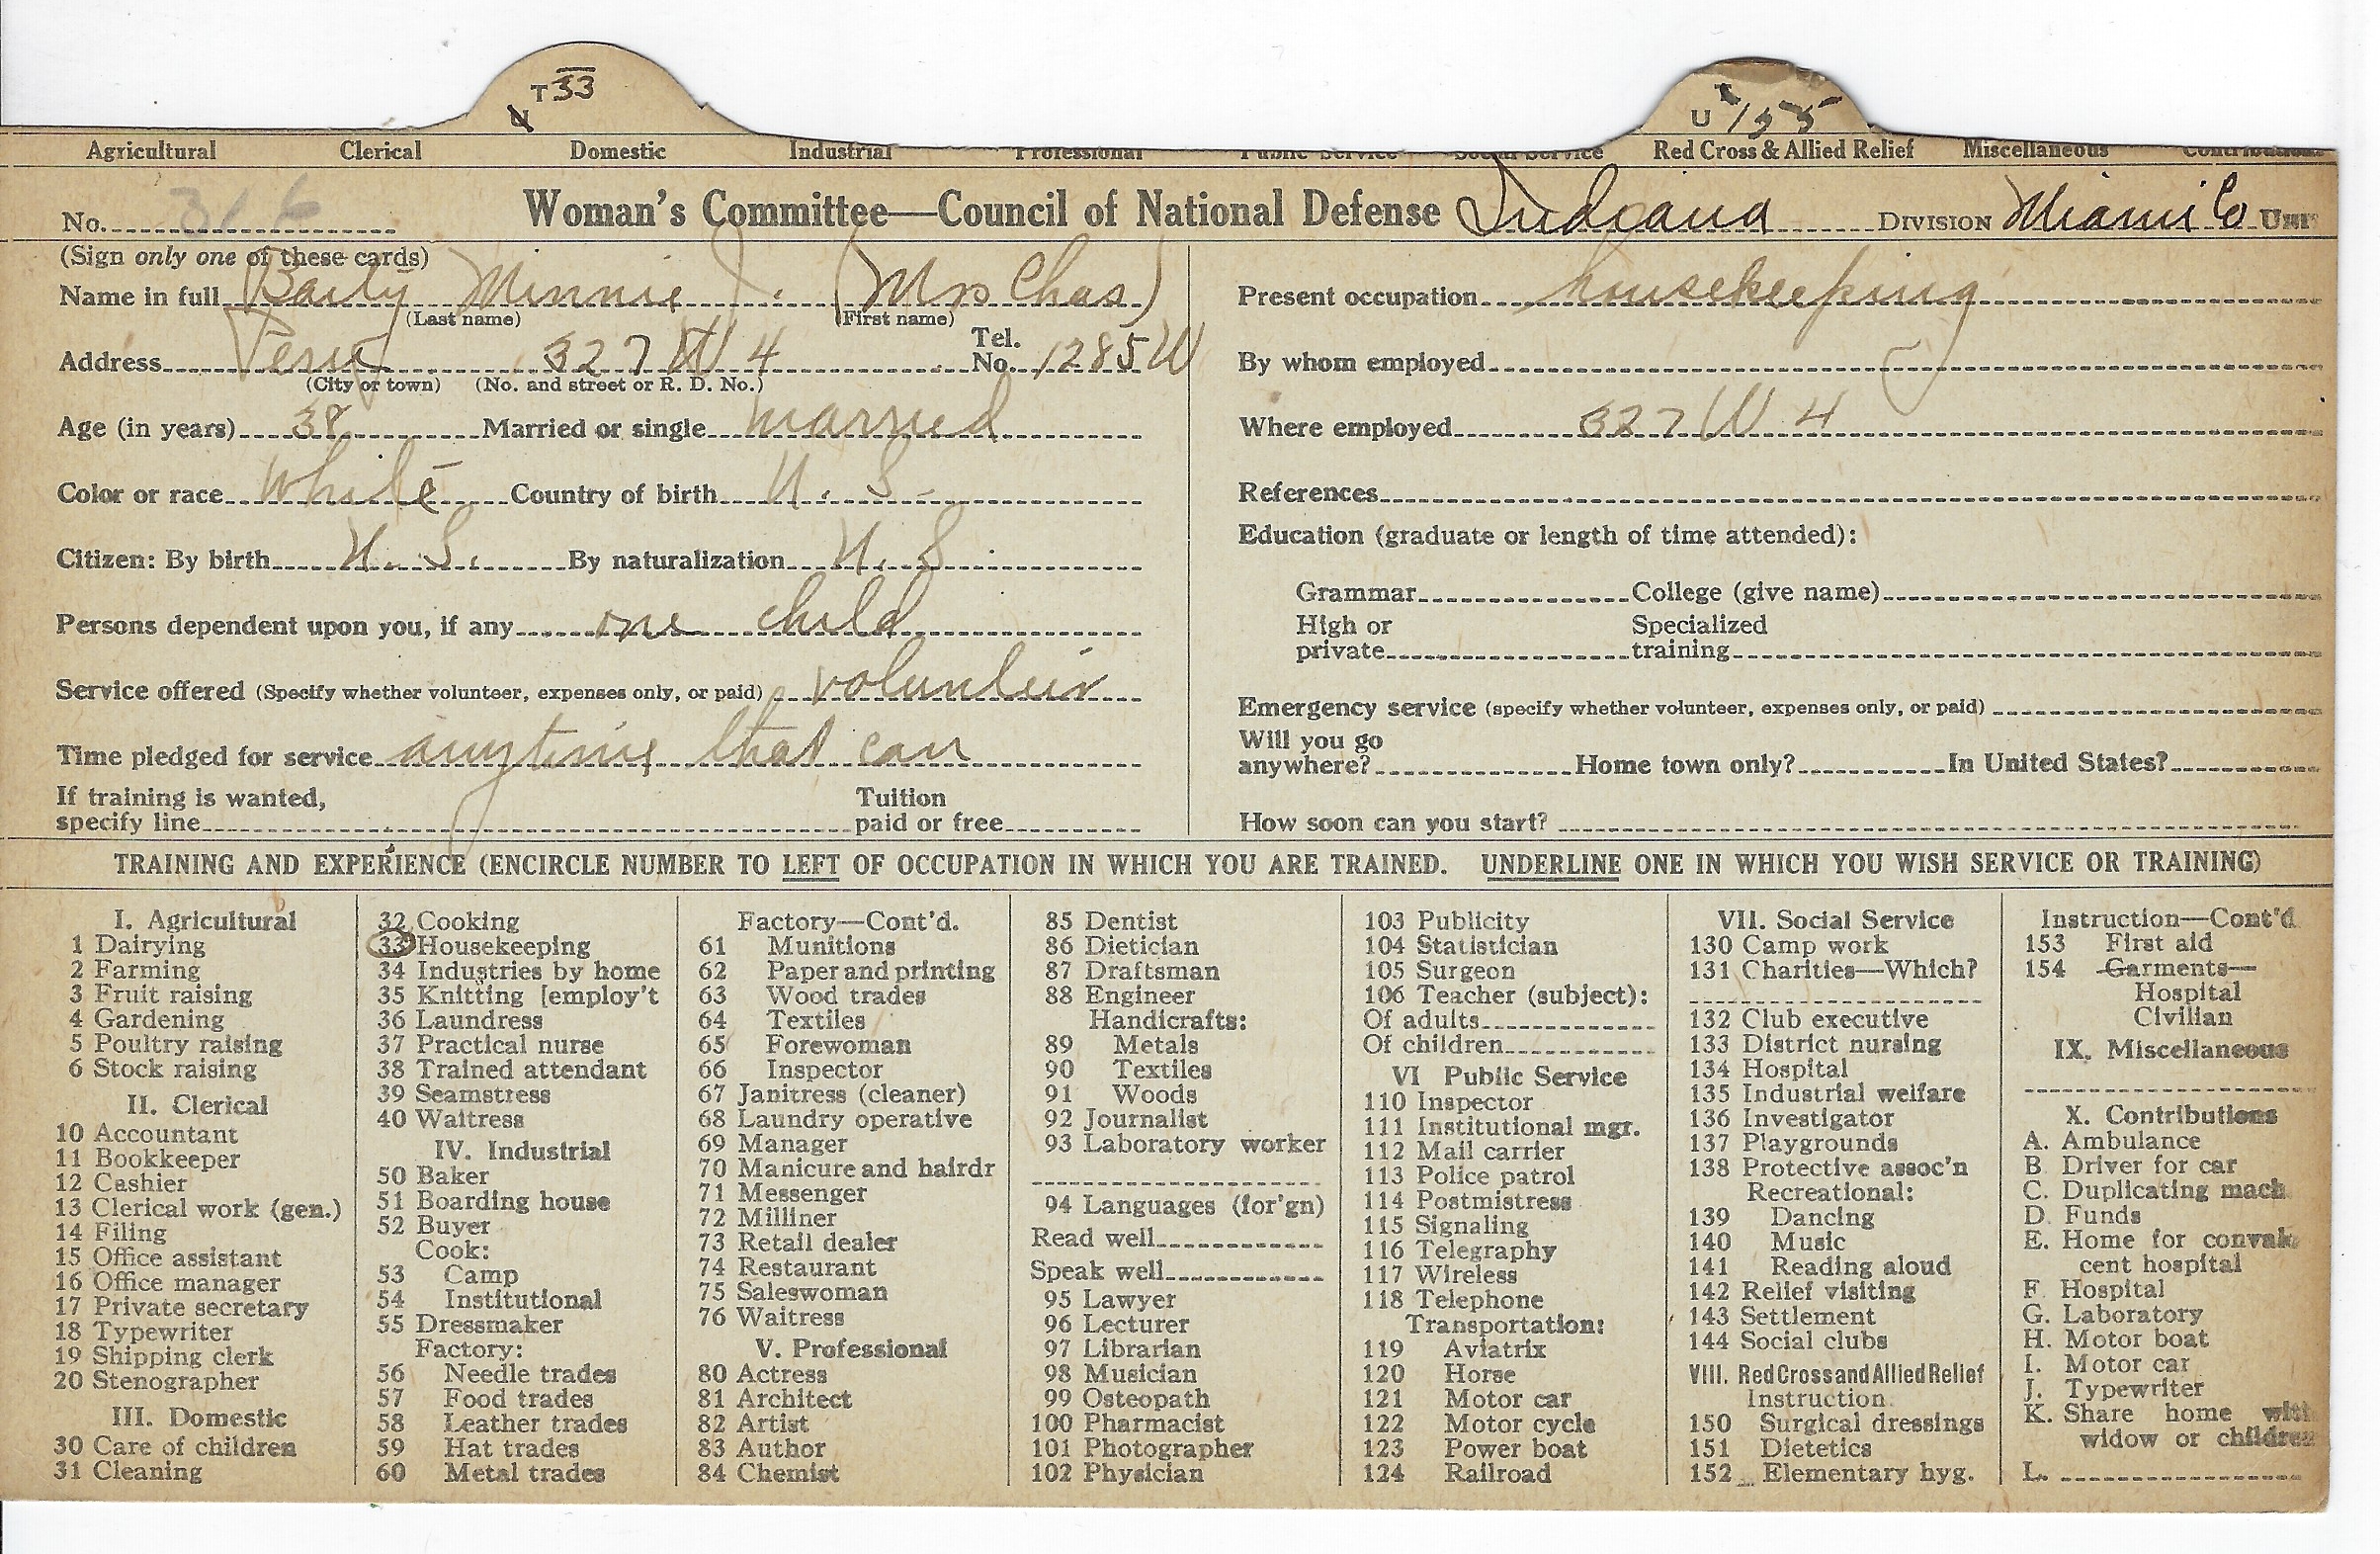 T 33
U
U T 155
Agricultural Clerical Domestic Industrial Professional Public Service Social Service Red Cross & Allied Relief Miscellaneous Contributions
No. 316 Woman's Committee—Council of National Defense Indiana DIVISION Miami Co UNIT
(Sign only one of these cards)
Name in full Baily Minnie J. (Mrs Chas)
(Last name) (First name)
Address Peru 327 W 4 Tel. No. 1285W
(City or town) (No. and street or R. D. No.)
Age (in years) 38 Married or single married
Color or race White Country of birth U. S.
Citizen: By birth U. S. By naturalization U. S.
Persons dependent upon you, if any one child
Service offered (Specify whether volunteer, expenses only, or paid) volunteir
Time pledged for service anytime that can
If training is wanted, specify line Tuition paid or free
Present occupation housekeeping
By whom employed
Where employed 327 W 4
References
Education (graduate or length of time attended):
Grammar College (give name)
High or private Specialized training
Emergency service (specify whether volunteer, expenses only, or paid)
Will you go anywhere? Home town only? In United States?
How soon can you start?
TRAINING AND EXPERIENCE (ENCIRCLE NUMBER TO LEFT OF OCCUPATION IN WHICH YOU ARE TRAINED. UNDERLINE ONE IN WHICH YOU WISH SERVICE OR TRAINING)
I. Agricultural
1 Dairying
2 Farming
3 Fruit raising
4 Gardening
5 Poultry raising
6 Stock raising
II. Clerical
10 Accountant
11 Bookkeeper
12 Cashier
13 Clerical work (gen.)
14 Filing
15 Office assistant
16 Office manager
17 Private secretary
18 Typewriter
19 Shipping clerk
20 Stenographer
III. Domestic
30 Care of children
31 Cleaning
32 Cooking
33 Housekeeping
34 Industries by home
35 Knitting [employ't
36 Laundress
37 Practical nurse
38 Trained attendant
39 Seamstress
40 Waitress
IV. Industrial
50 Baker
51 Boarding house
52 Buyer
Cook:
53 Camp
54 Institutional
55 Dressmaker
Factory:
56 Needle trades
57 Food trades
58 Leather trades
59 Hat trades
60 Metal trades
Factory—Cont'd.
61 Munitions
62 Paper and printing
63 Wood trades
64 Textiles
65 Forewoman
66 Inspector
67 Janitress (cleaner)
68 Laundry operative
69 Manager
70 Manicure and hairdr
71 Messenger
72 Milliner
73 Retail dealer
74 Restaurant
75 Saleswoman
76 Waitress
V. Professional
80 Actress
81 Architect
82 Artist
83 Author
84 Chemist
85 Dentist
86 Dietician
87 Draftsman
88 Engineer
Handicrafts:
89 Metals
90 Textiles
91 Woods
92 Journalist
93 Laboratory worker
94 Languages (for'gn)
Read well
Speak well
95 Lawyer
96 Lecturer
97 Librarian
98 Musician
99 Osteopath
100 Pharmacist
101 Photographer
102 Physician
103 Publicity
104 Statistician
105 Surgeon
106 Teacher (subject):
Of adults
Of children
VI Public Service
110 Inspector
111 Institutional mgr.
112 Mail carrier
113 Police patrol
114 Postmistress
115 Signaling
116 Telegraphy
117 Wireless
118 Telephone
Transportation:
119 Aviatrix
120 Horse
121 Motor car
122 Motor cycle
123 Power boat
124 Railroad
VII. Social Service
130 Camp work
131 Charities—Which?
132 Club executive
133 District nursing
134 Hospital
135 Industrial welfare
136 Investigator
137 Playgrounds
138 Protective assoc'n
Recreational:
139 Dancing
140 Music
141 Reading aloud
142 Relief visiting
143 Settlement
144 Social clubs
VIII. Red Cross and Allied Relief
Instruction
150 Surgical dressings
151 Dietetics
152 Elementary hyg.
Instruction—Cont'd
153 First aid
154 Garments—
Hospital
Civilian
IX. Miscellaneous
X. Contributions
A. Ambulance
B Driver for car
C. Duplicating mach
D. Funds
E. Home for convales
cent hospital
F. Hospital
G. Laboratory
H. Motor boat
I. Motor car
J. Typewriter
K. Share home with
widow or children
L.